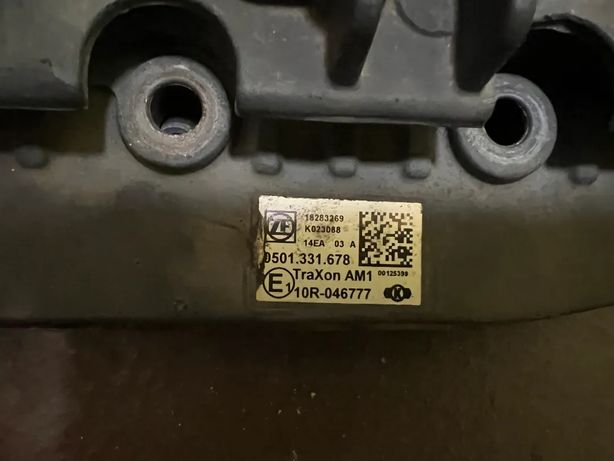 ZF
18283269
K023088
14EA 03 A
0501.331.678
TraXon AM1
00125399
E1
10R-046777
K